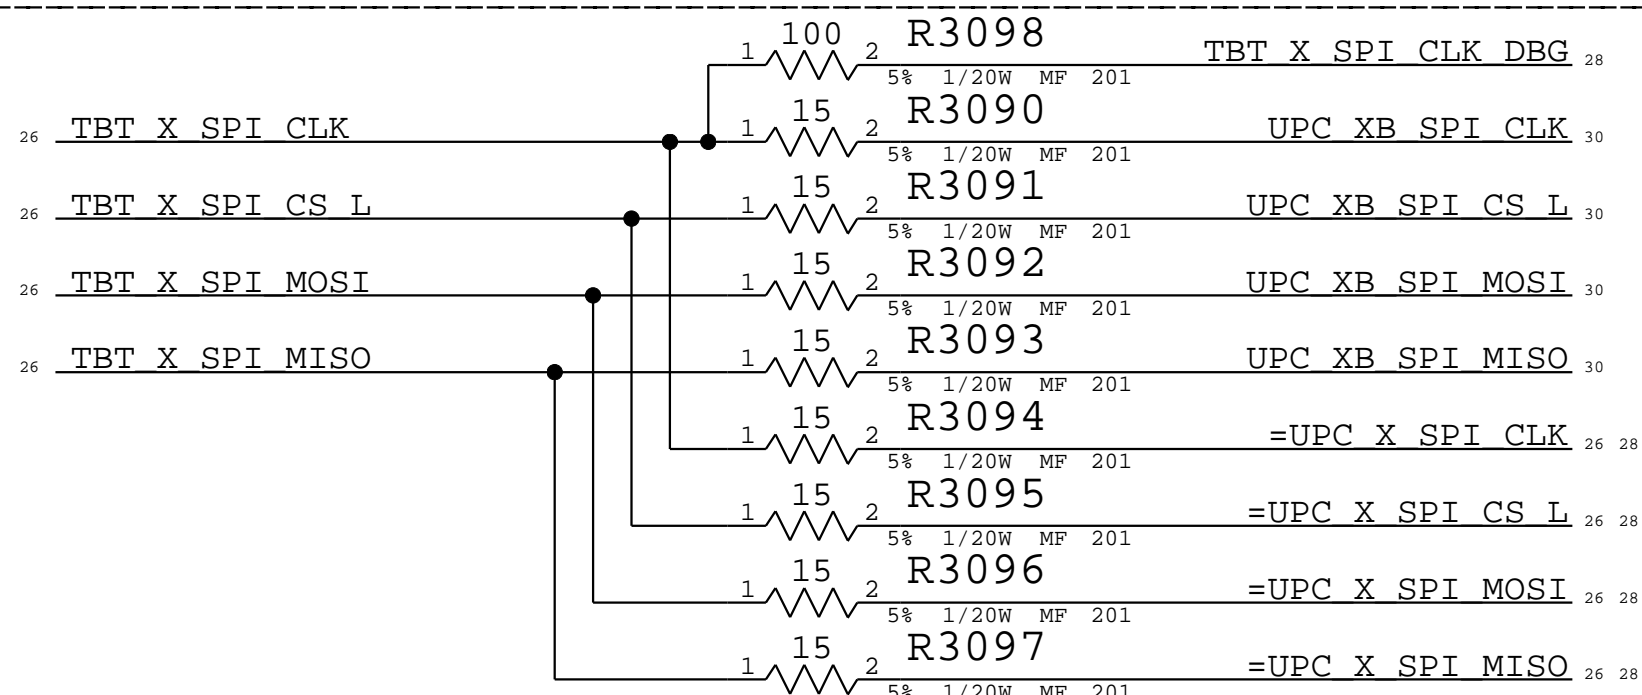 100 R3098
1 2 TBT_X_SPI_CLK_DBG 28
5% 1/20W MF 201
15 R3090
26 TBT_X_SPI_CLK 1 2 UPC_XB_SPI_CLK 30
5% 1/20W MF 201
15 R3091
26 TBT_X_SPI_CS_L 1 2 UPC_XB_SPI_CS_L 30
5% 1/20W MF 201
15 R3092
26 TBT_X_SPI_MOSI 1 2 UPC_XB_SPI_MOSI 30
5% 1/20W MF 201
15 R3093
26 TBT_X_SPI_MISO 1 2 UPC_XB_SPI_MISO 30
5% 1/20W MF 201
15 R3094
1 2 =UPC_X_SPI_CLK 26 28
5% 1/20W MF 201
15 R3095
1 2 =UPC_X_SPI_CS_L 26 28
5% 1/20W MF 201
15 R3096
1 2 =UPC_X_SPI_MOSI 26 28
5% 1/20W MF 201
15 R3097
1 2 =UPC_X_SPI_MISO 26 28
5% 1/20W MF 201